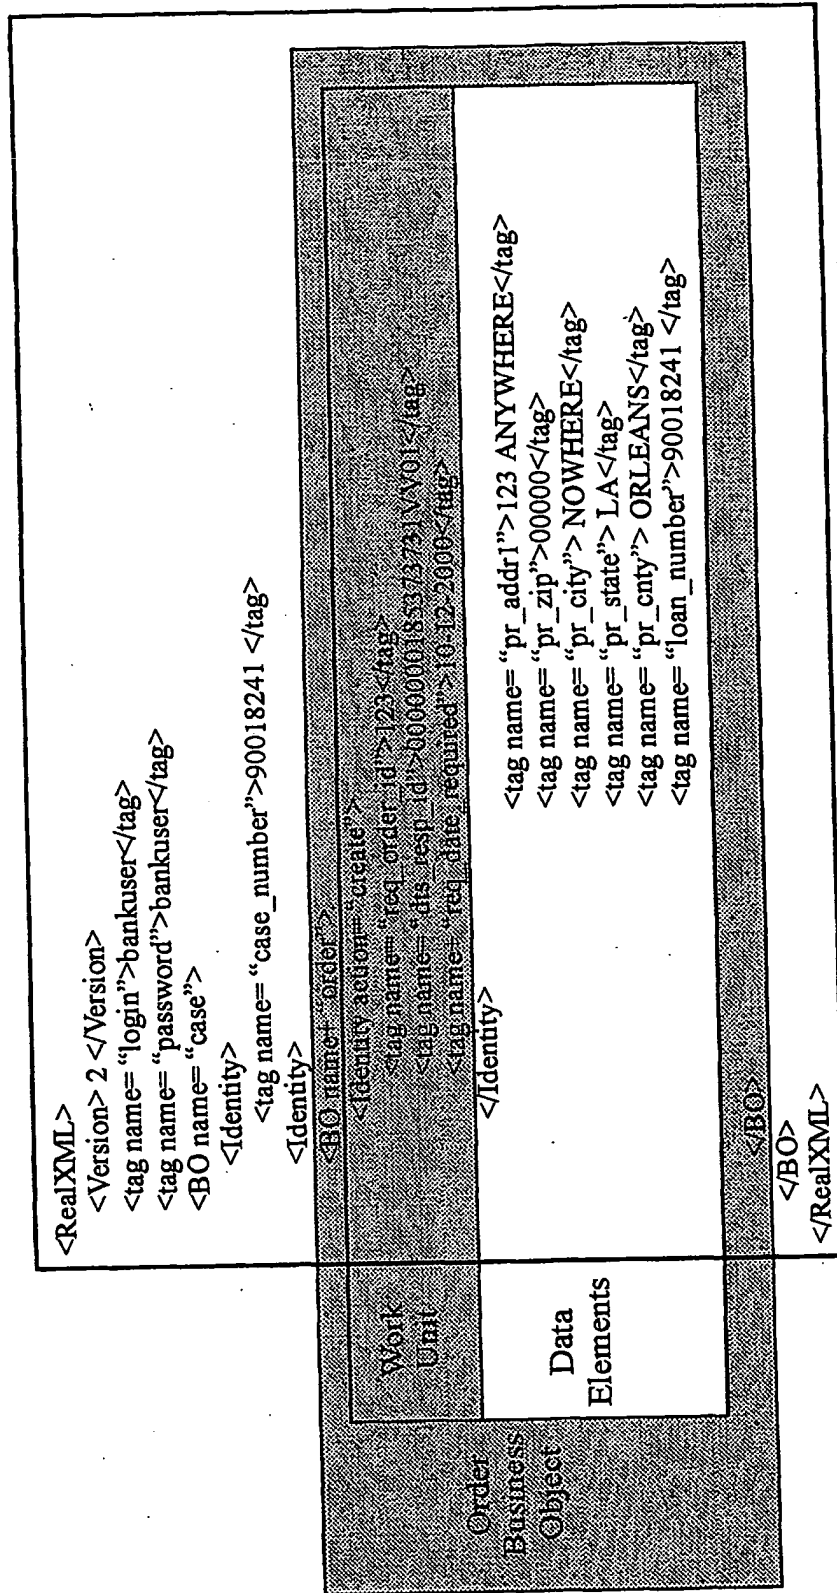 <RealXML>
<Version> 2 </Version>
<tag name= “login”>bankuser</tag>
<tag name= “password”>bankuser</tag>
<BO name= “case”>
<Identity>
<tag name= “case_number”>90018241 </tag>
<Identity>
<BO name= “order”>
<Identity action= “create”>
<tag name= “req_order_id”>123</tag>
<tag name= “req_date_required”>10-12-2000</tag>
</Identity>
<tag name= “pr_addr1”>123 ANYWHERE</tag>
<tag name= “pr_zip”>00000</tag>
<tag name= “pr_city”> NOWHERE</tag>
<tag name= “pr_state”> LA</tag>
<tag name= “pr_cnty”> ORLEANS</tag>
<tag name= “loan_number”>90018241 </tag>
</BO>
</BO>
</RealXML>
Work
Unit
Data
Elements
Order
Business
Object